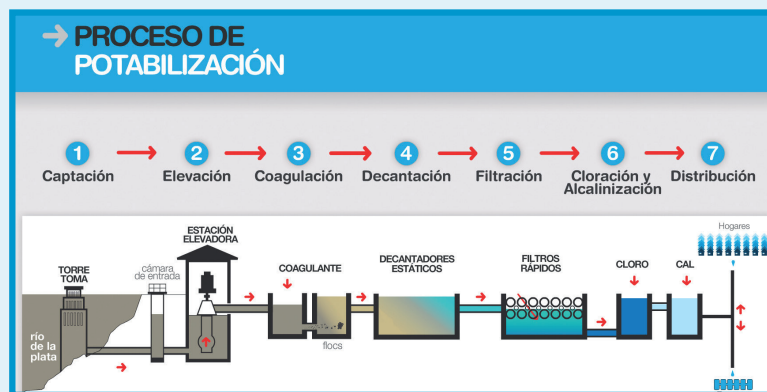 PROCESO DE
POTABILIZACIÓN
1
Captación
2
Elevación
3
Coagulación
4
Decantación
5
Filtración
6
Cloración y
Alcalinización
7
Distribución
TORRE
TOMA
cámara
de entrada
ESTACIÓN
ELEVADORA
COAGULANTE
DECANTADORES
ESTÁTICOS
FILTROS
RÁPIDOS
CLORO
CAL
Hogares
río
de la
plata
flocs